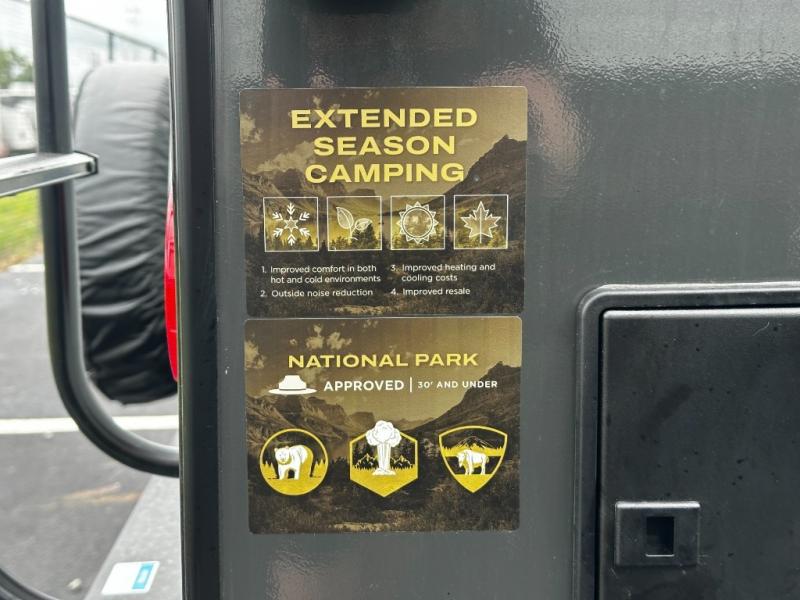 EXTENDED
SEASON
CAMPING
1. Improved comfort in both
hot and cold environments
2. Outside noise reduction
3. Improved heating and
cooling costs
4. Improved resale
NATIONAL PARK
APPROVED | 30' AND UNDER